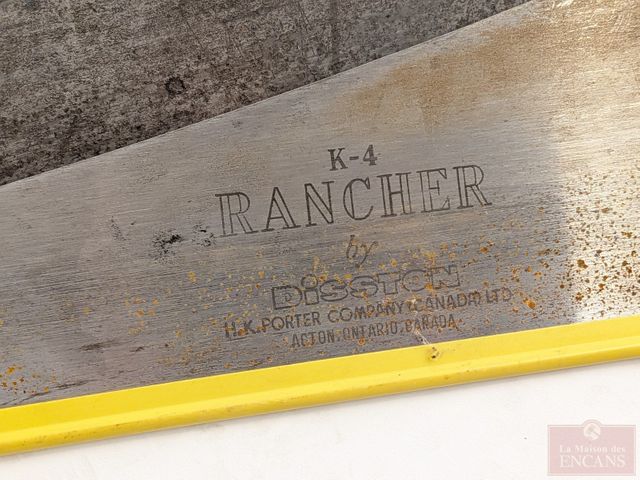 K-4
RANCHER
by
DISSTON
H.K. PORTER COMPANY (CANADA) LTD
ACTON, ONTARIO, CANADA
La Maison des
ENCANS